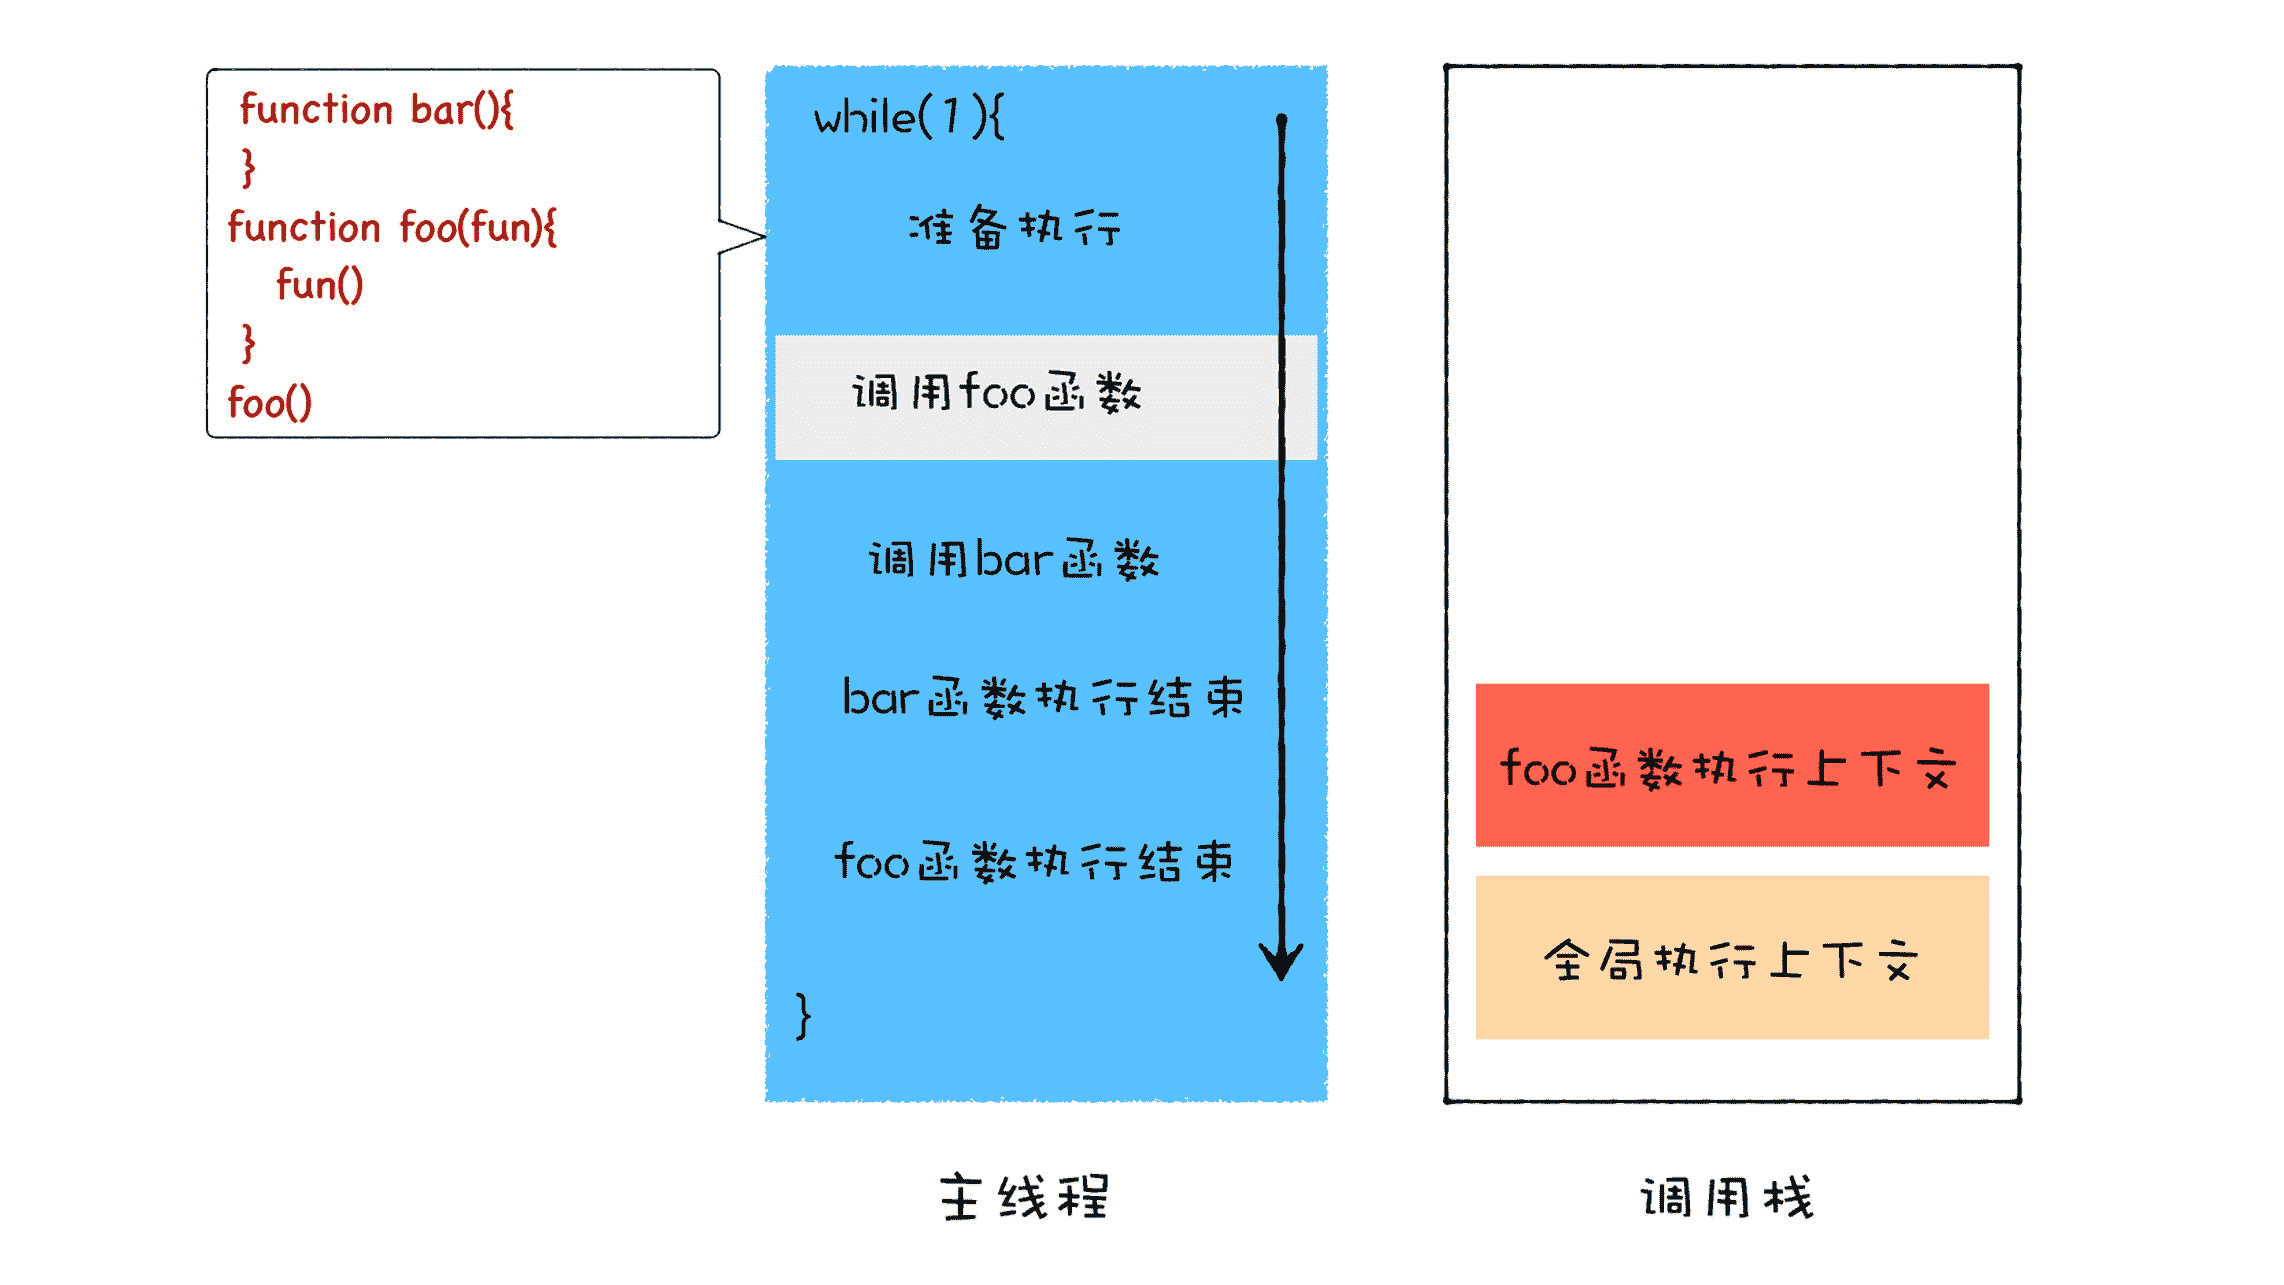 function bar(){
}
function foo(fun){
fun()
}
foo()
while(1){
准备执行
调用foo函数
调用bar函数
bar函数执行结束
foo函数执行结束
}
主线程
foo函数执行上下文
全局执行上下文
调用栈